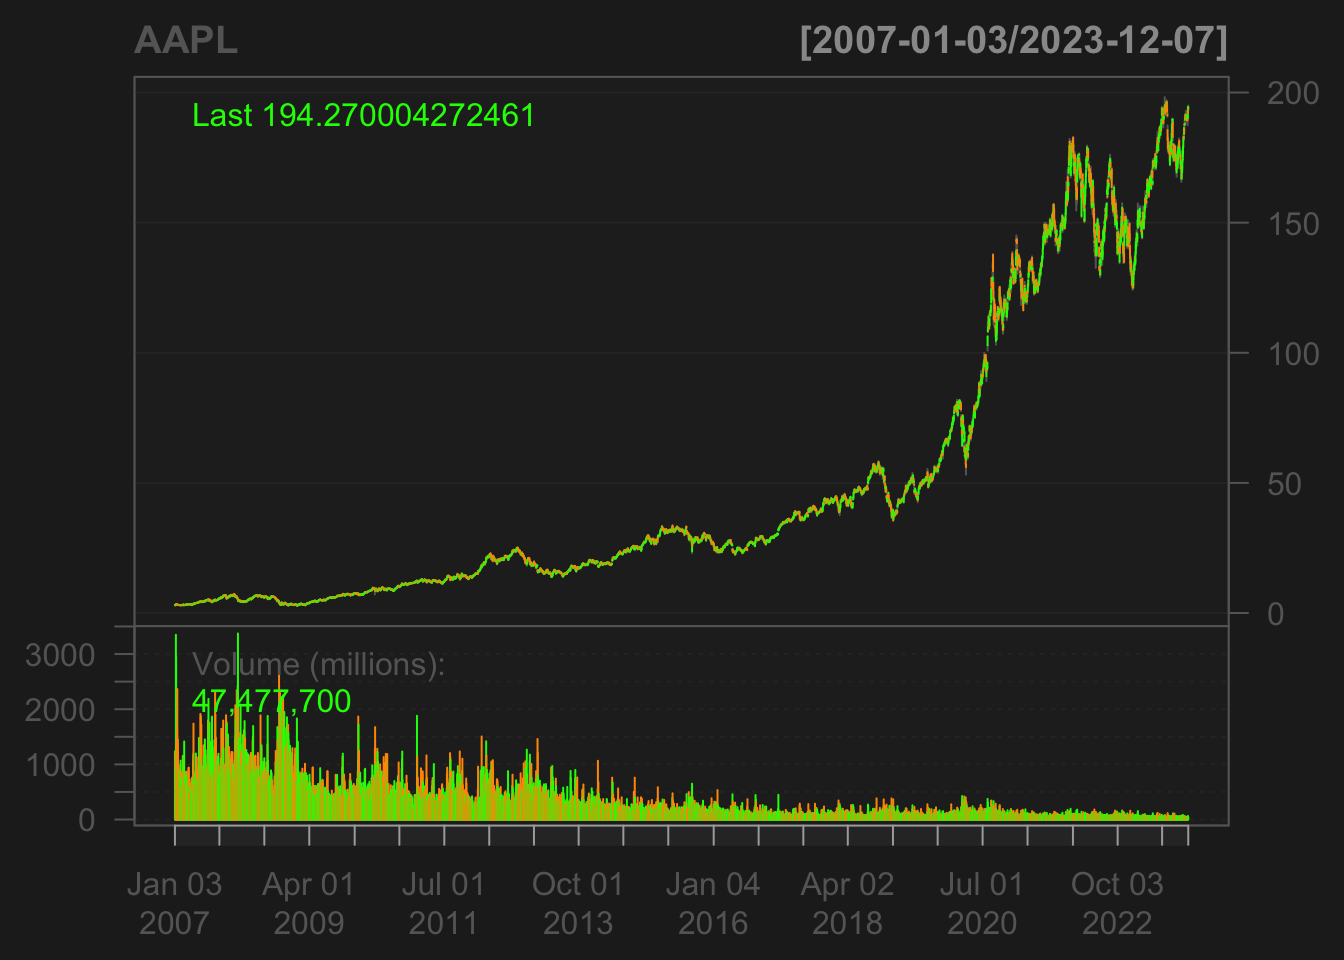 AAPL [2007-01-03/2023-12-07]
Last 194.270004272461
200
150
100
50
0
Volume (millions):
47,477,700
3000
2000
1000
0
Jan 03 Apr 01 Jul 01 Oct 01 Jan 04 Apr 02 Jul 01 Oct 03
2007 2009 2011 2013 2016 2018 2020 2022